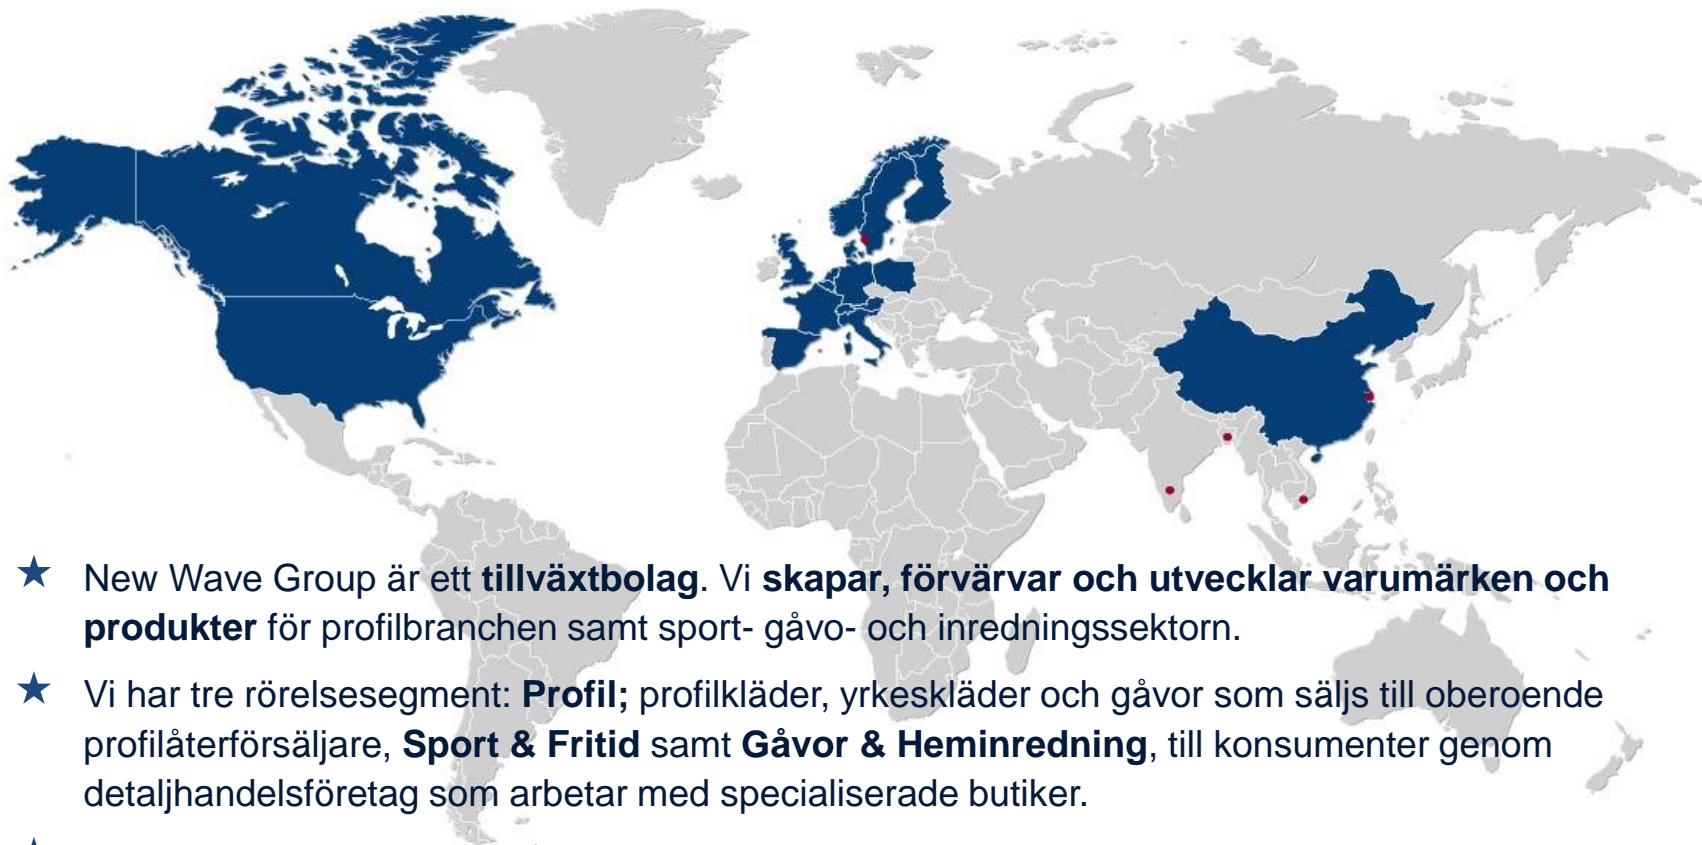 New Wave Group är ett tillväxtbolag. Vi skapar, förvärvar och utvecklar varumärken och
produkter för profilbranchen samt sport- gåvo- och inredningssektorn.
Vi har tre rörelsesegment: Profil; profilkläder, yrkeskläder och gåvor som säljs till oberoende
profilåterförsäljare, Sport & Fritid samt Gåvor & Heminredning, till konsumenter genom
detaljhandelsföretag som arbetar med specialiserade butiker.